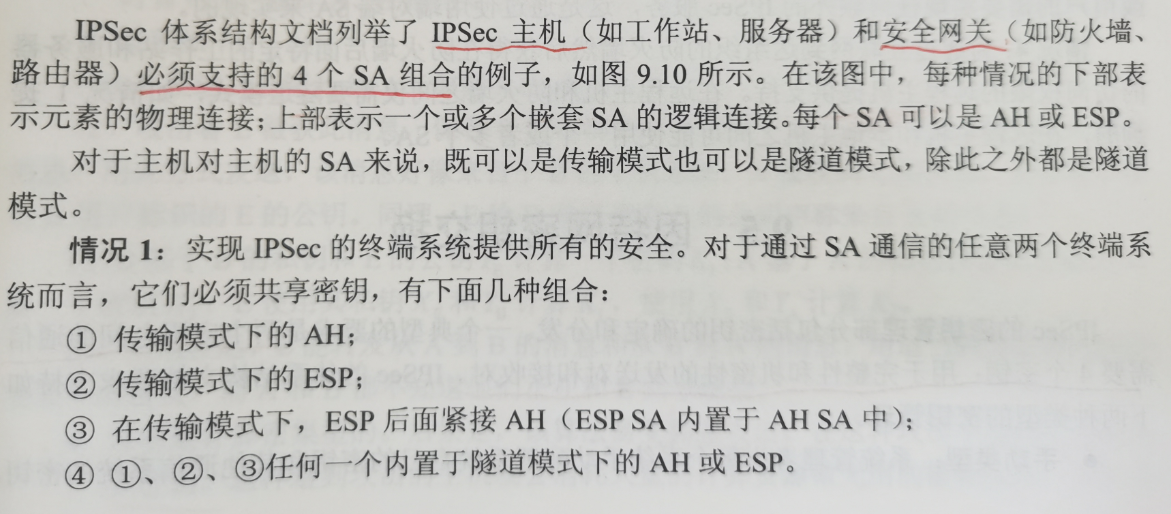 IPSec 体系结构文档列举了 IPSec 主机（如工作站、服务器）和安全网关（如防火墙、
路由器）必须支持的 4 个 SA 组合的例子，如图 9.10 所示。在该图中，每种情况的下部表
示元素的物理连接；上部表示一个或多个嵌套 SA 的逻辑连接。每个 SA 可以是 AH 或 ESP。
对于主机对主机的 SA 来说，既可以是传输模式也可以是隧道模式，除此之外都是隧道
模式。
情况 1：实现 IPSec 的终端系统提供所有的安全。对于通过 SA 通信的任意两个终端系
统而言，它们必须共享密钥，有下面几种组合：
① 传输模式下的 AH；
② 传输模式下的 ESP；
③ 在传输模式下，ESP 后面紧接 AH（ESP SA 内置于 AH SA 中）；
④ ①、②、③任何一个内置于隧道模式下的 AH 或 ESP。